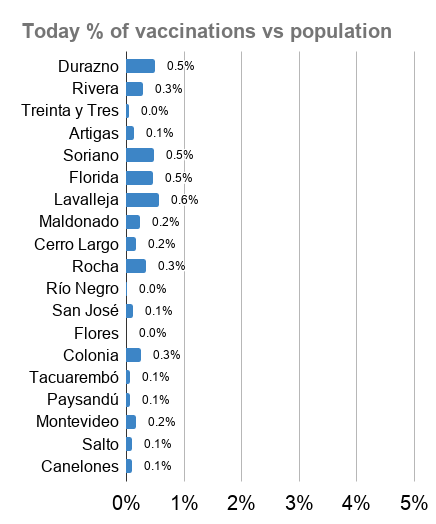 Today % of vaccinations vs population
Durazno 0.5%
Rivera 0.3%
Treinta y Tres 0.0%
Artigas 0.1%
Soriano 0.5%
Florida 0.5%
Lavalleja 0.6%
Maldonado 0.2%
Cerro Largo 0.2%
Rocha 0.3%
Río Negro 0.0%
San José 0.1%
Flores 0.0%
Colonia 0.3%
Tacuarembó 0.1%
Paysandú 0.1%
Montevideo 0.2%
Salto 0.1%
Canelones 0.1%
0% 1% 2% 3% 4% 5%